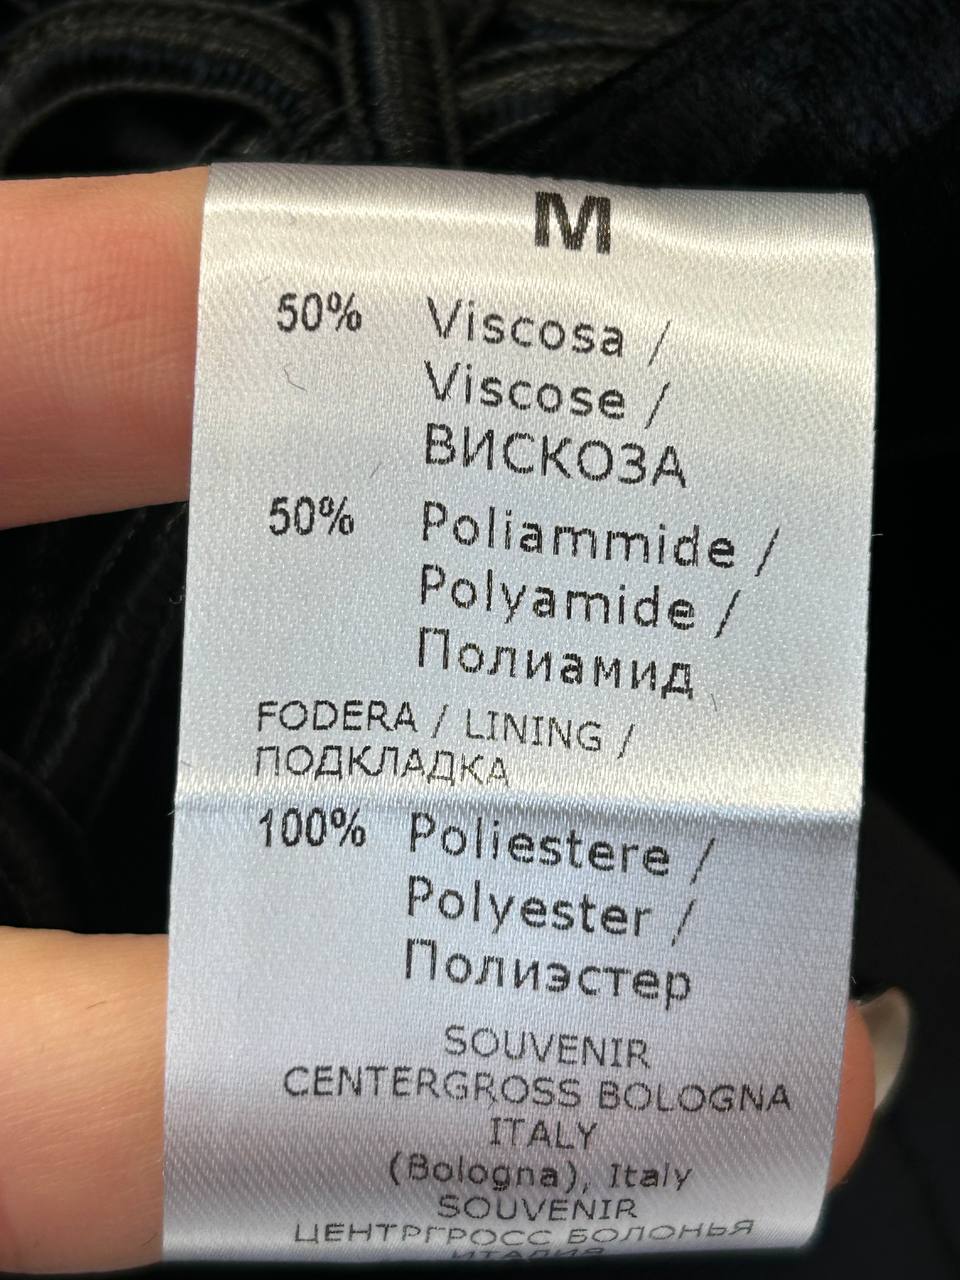 M
50% Viscosa /
Viscose /
ВИСКОЗА
50% Poliammide /
Polyamide /
Полиамид
FODERA / LINING /
ПОДКЛАДКА
100% Poliestere /
Polyester /
Полиэстер
SOUVENIR
CENTERGROSS BOLOGNA
ITALY
(Bologna), Italy
SOUVENIR
ЦЕНТРГРОСС БОЛОНЬЯ
ИТАЛИЯ